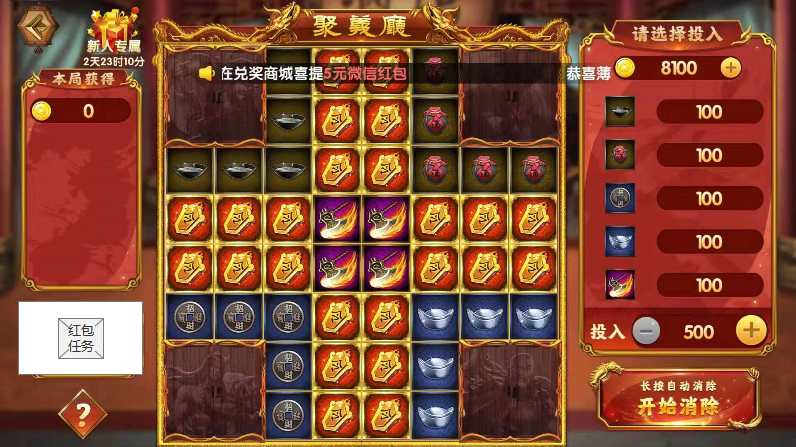 聚義廳
新人专属
2天23时10分
本局获得
0
在兑奖商城喜提5元微信红包
恭喜薄
请选择投入
8100
100
100
100
100
100
投入
500
长按自动消除
开始消除
红包
任务
?